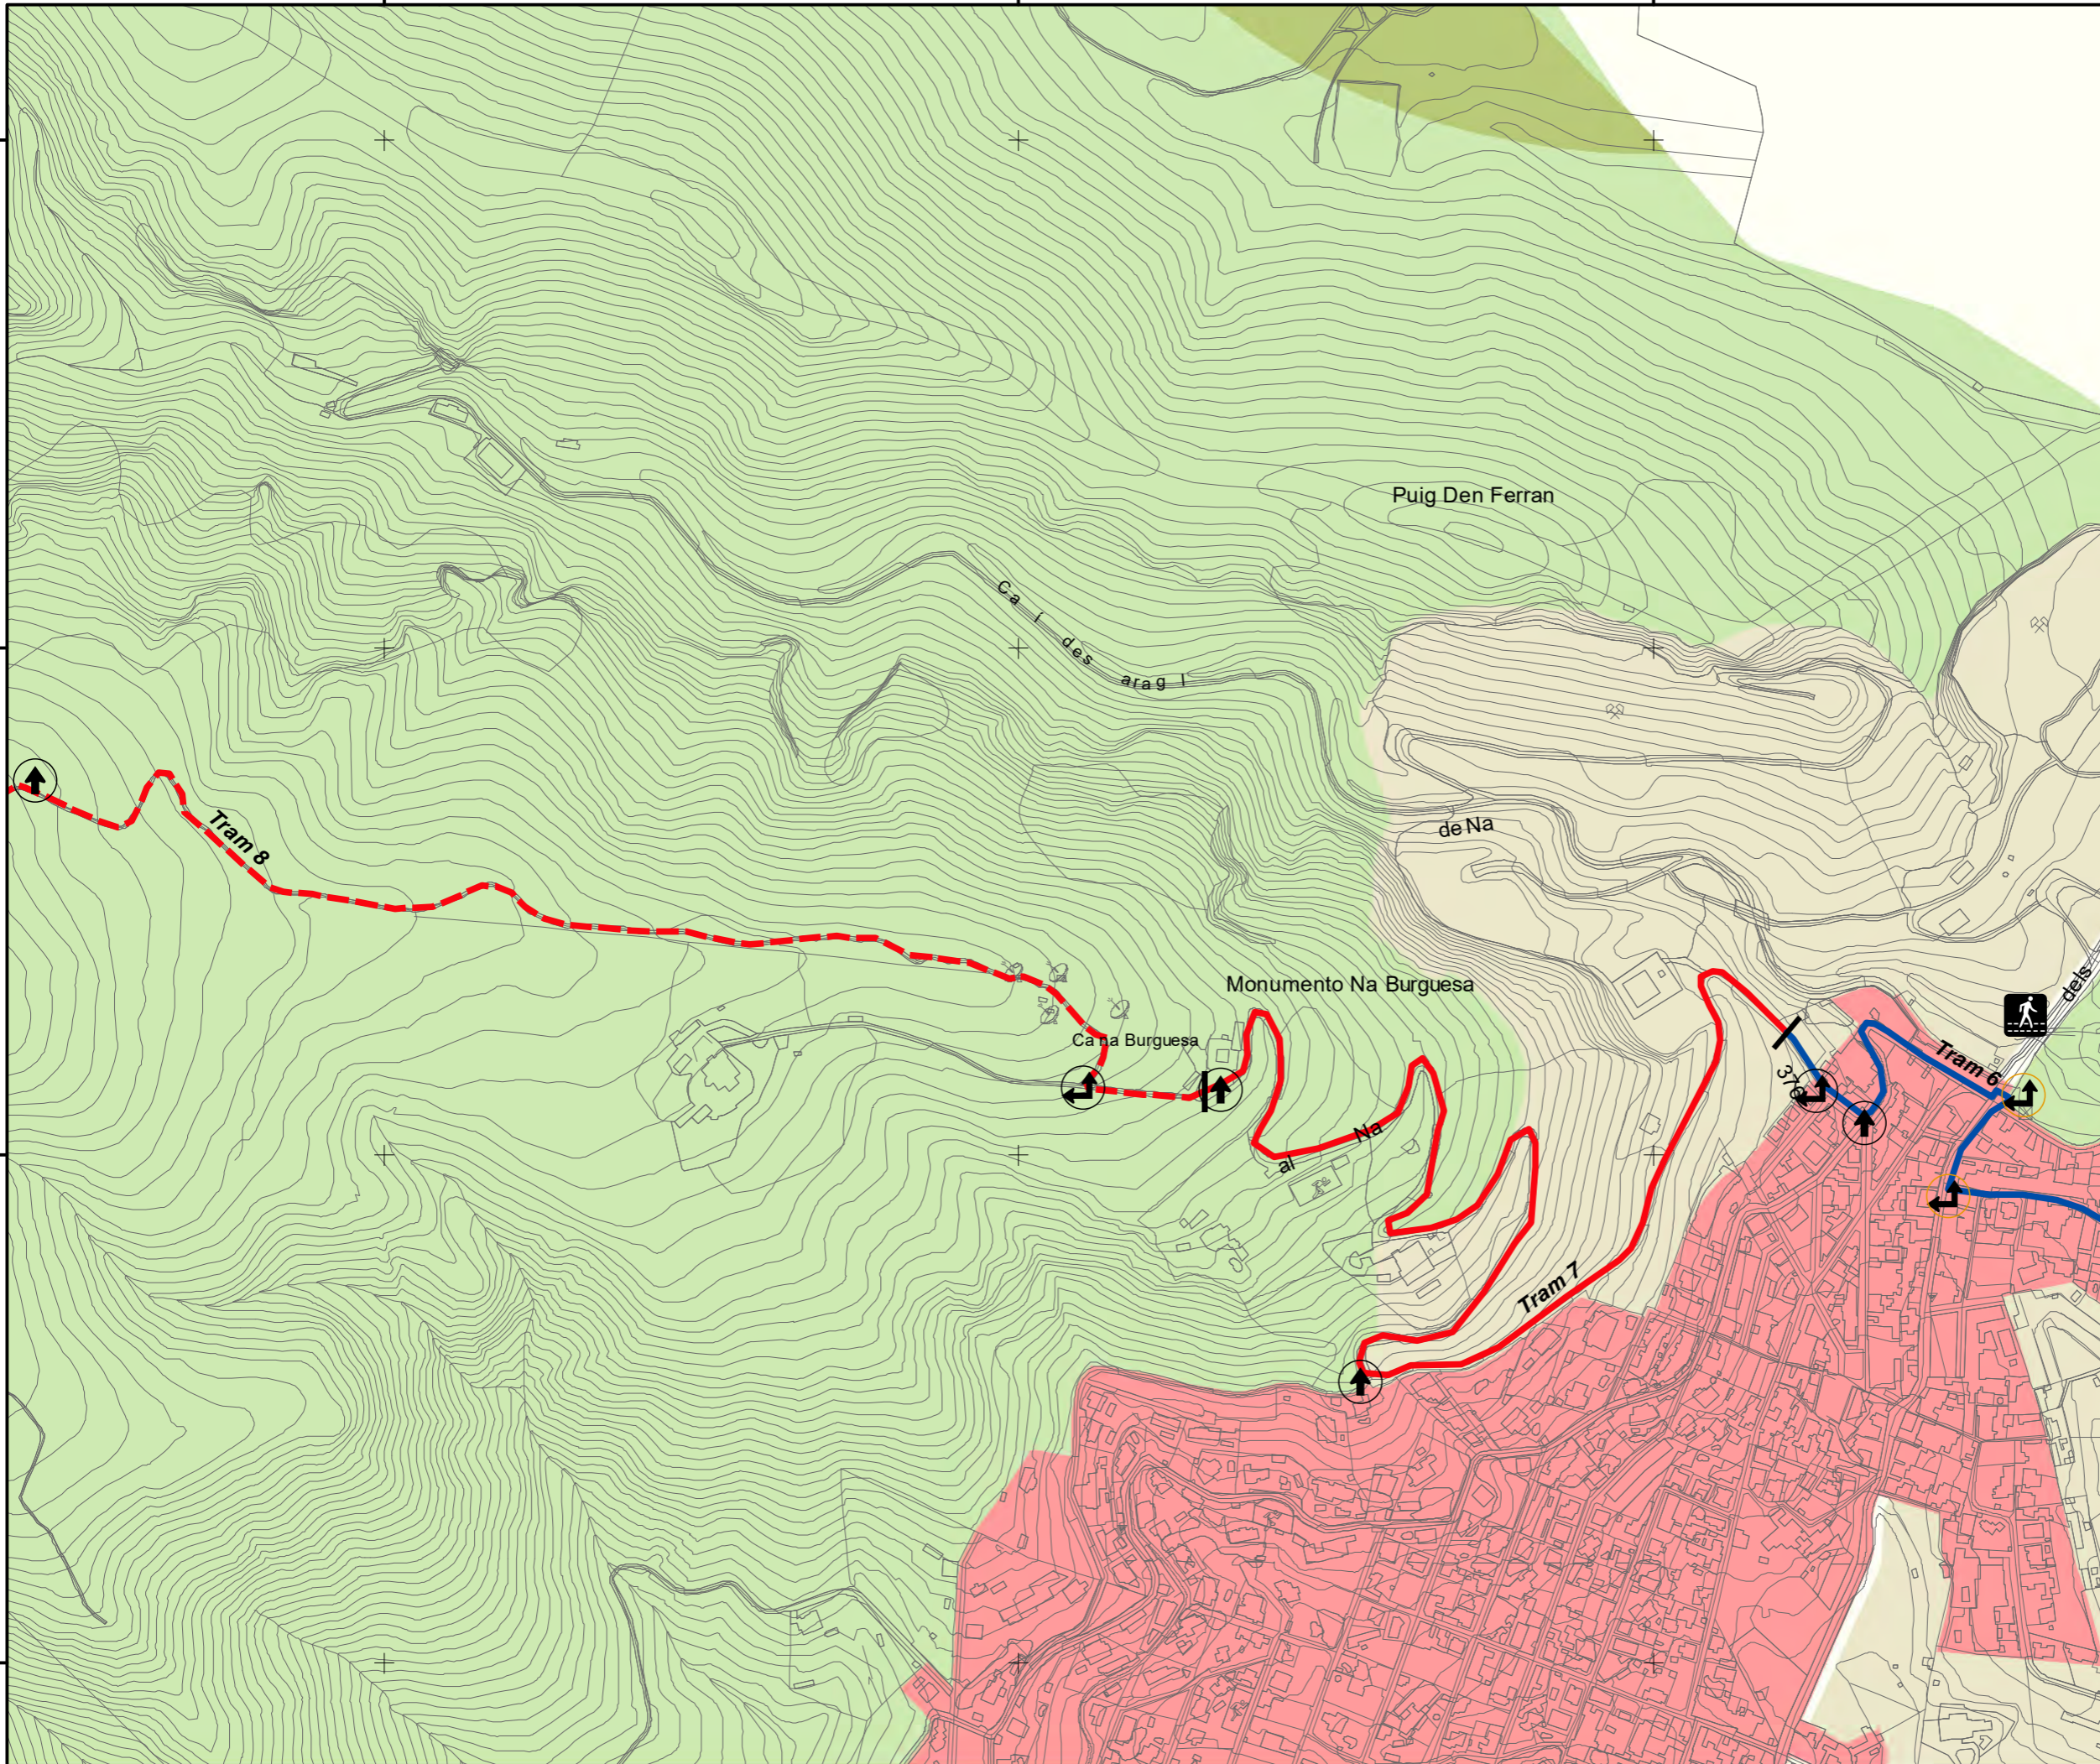 Puig Den Ferran
Ca í des
arag l
de Na
Tram 8
Monumento Na Burguesa
dels
Ca na Burguesa
Tram 6
376
Na
al
Tram 7